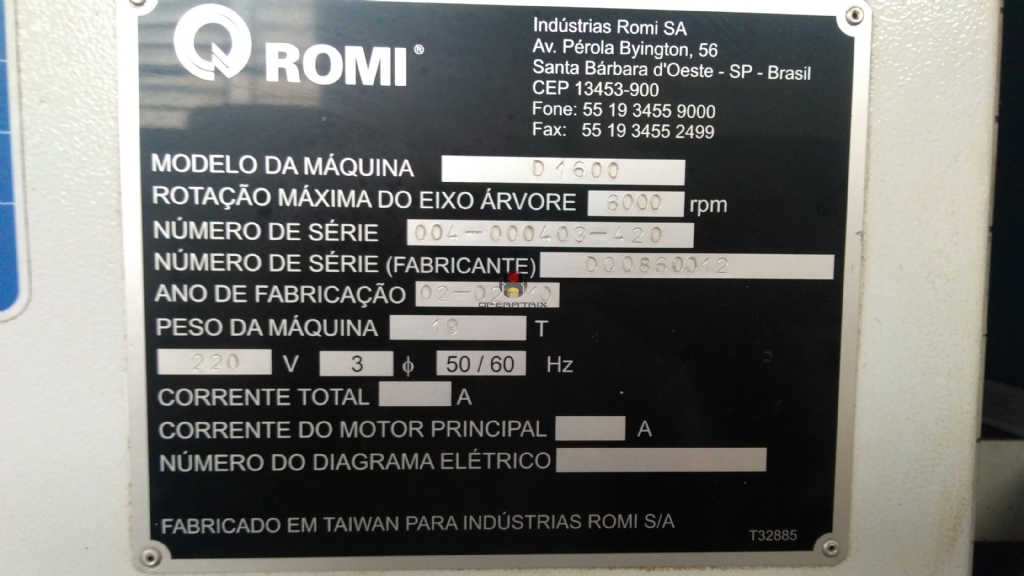 ROMI®
Indústrias Romi SA
Av. Pérola Byington, 56
Santa Bárbara d'Oeste - SP - Brasil
CEP 13453-900
Fone: 55 19 3455 9000
Fax: 55 19 3455 2499
MODELO DA MÁQUINA D1600
ROTAÇÃO MÁXIMA DO EIXO ÁRVORE rpm
NÚMERO DE SÉRIE 004-000403-420
NÚMERO DE SÉRIE (FABRICANTE)
ANO DE FABRICAÇÃO
OPERATRIX
PESO DA MÁQUINA T
220 V 3 ϕ 50 / 60 Hz
CORRENTE TOTAL A
CORRENTE DO MOTOR PRINCIPAL A
NÚMERO DO DIAGRAMA ELÉTRICO
FABRICADO EM TAIWAN PARA INDÚSTRIAS ROMI S/A
T32885